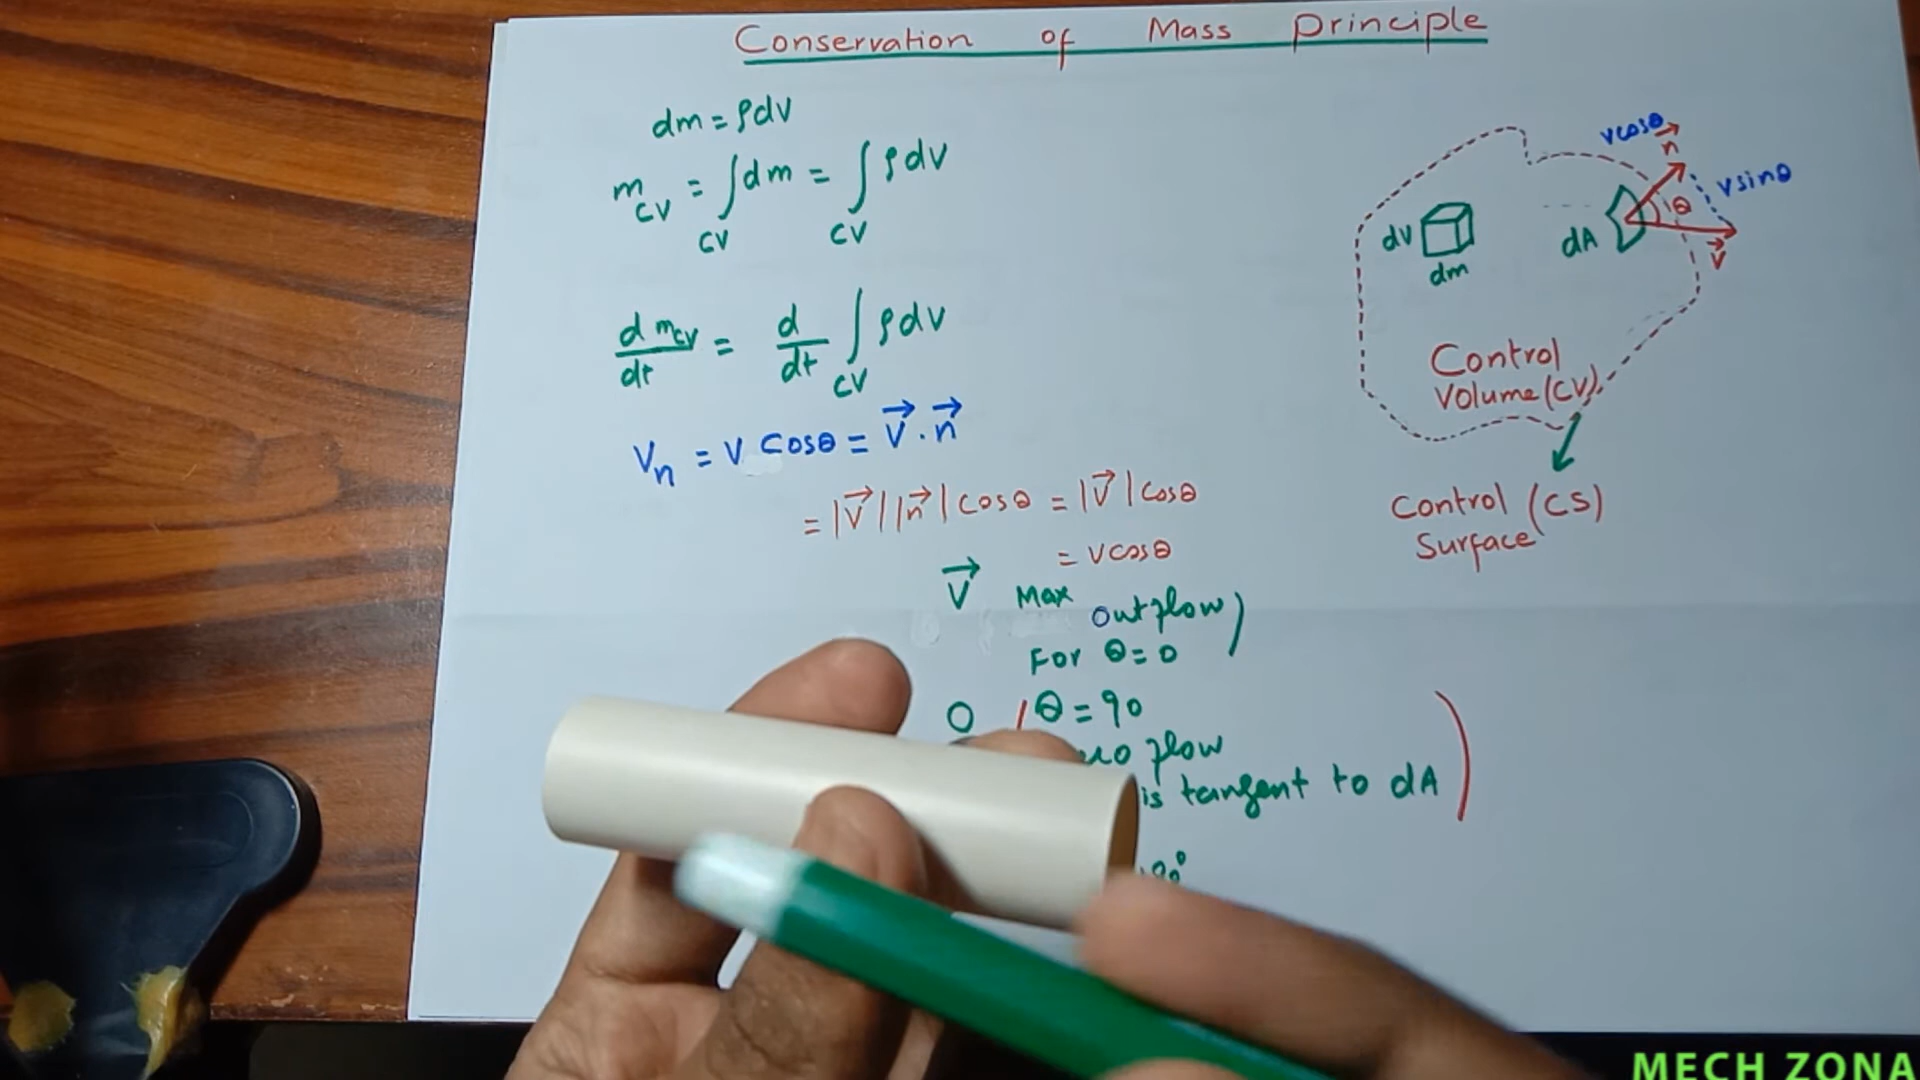 Conservation of Mass principle
dm = ρdV
m_CV = ∫_CV dm = ∫_CV ρdV
d m_CV / dt = d/dt ∫_CV ρdV
V_n = V Cosθ = V⃗ . n⃗
= |V⃗| |n⃗| cosθ = |V⃗| cosθ
= Vcosθ
V⃗ Max outflow)
For θ = 0
0 / θ = 90
flow
is tangent to dA
90°
Vcosθ
n⃗
Vsinθ
θ
V⃗
dV
dm
dA
Control
Volume (CV)
Control (CS)
Surface
MECH ZONA